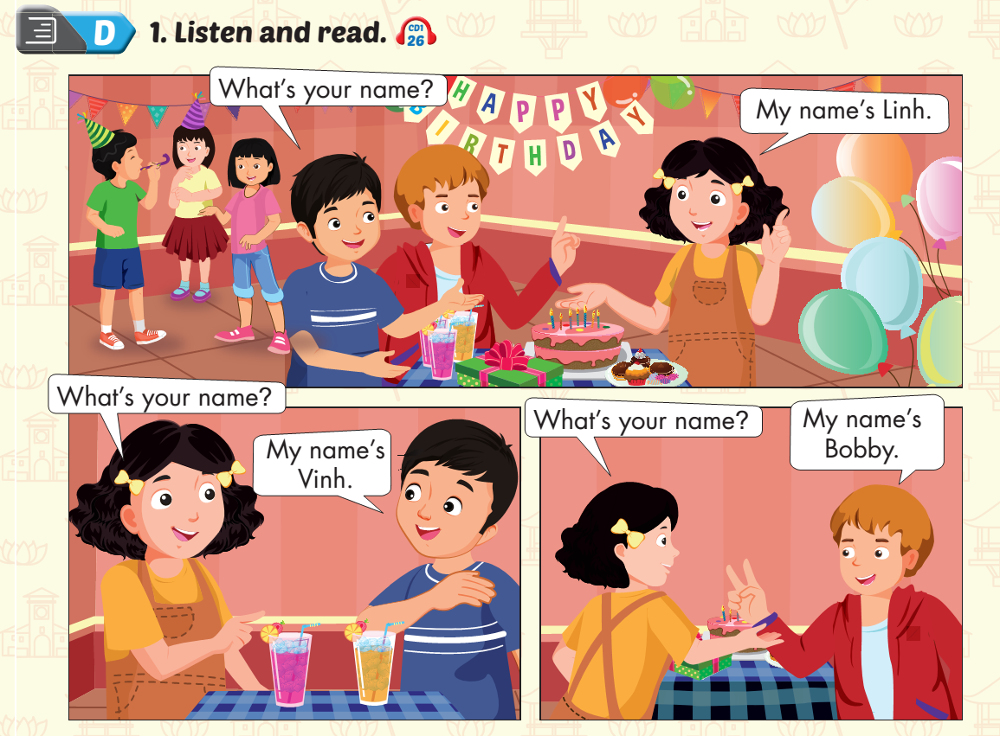 D
1. Listen and read.
CD1
26
What's your name?
HAPPY
BIRTHDAY
My name's Linh.
What's your name?
My name's
Vinh.
What's your name?
My name's
Bobby.